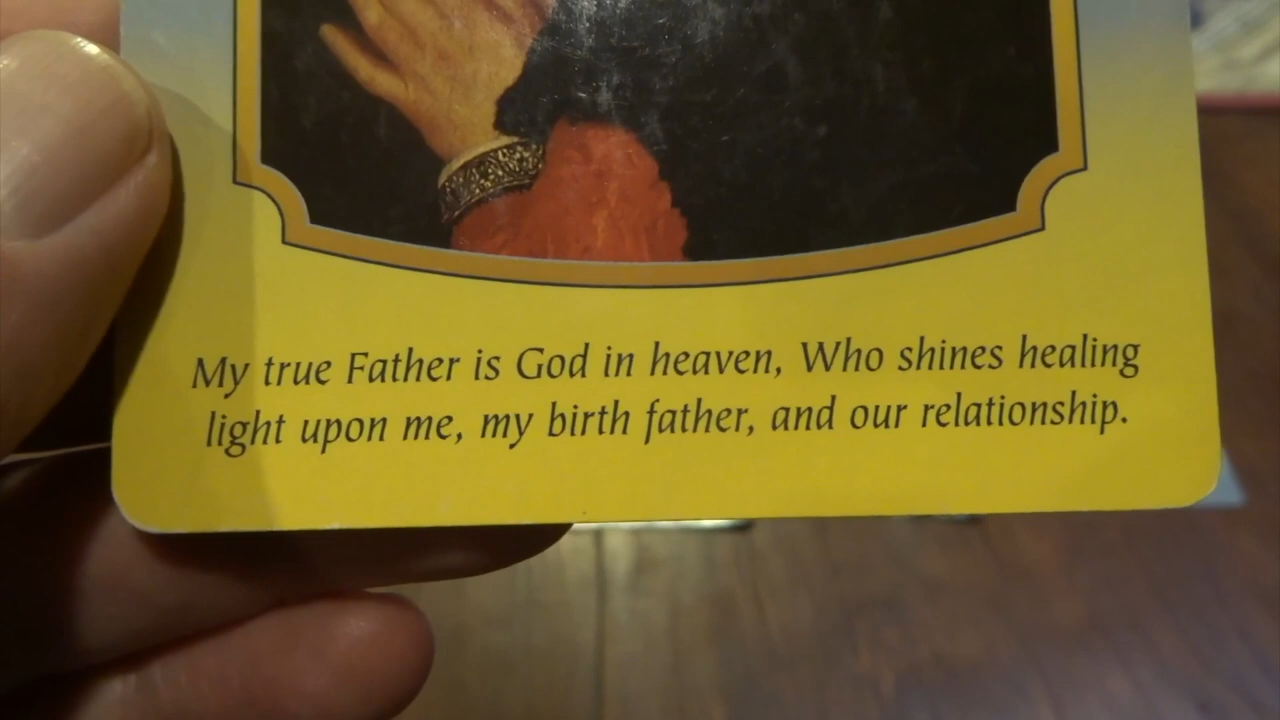 My true Father is God in heaven, Who shines healing
light upon me, my birth father, and our relationship.